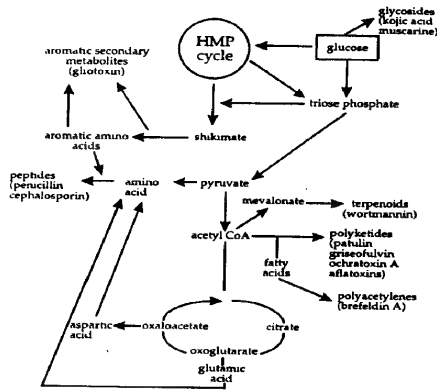 glycosides
(kojic acid
muscarine)
HMP
cycle
glucose
aromatic secondary
metabolites
(gliotoxin)
triose phosphate
aromatic amino
acids
shikimate
peptides
(penicillin
cephalosporin)
amino
acid
pyruvate
mevalonate
terpenoids
(wortmannin)
acetyl CoA
polyketides
(patulin
griseofulvin
ochratoxin A
aflatoxins)
fatty
acids
polyacetylenes
(brefeldin A)
aspartic
acid
oxaloacetate
citrate
oxoglutarate
glutamic
acid